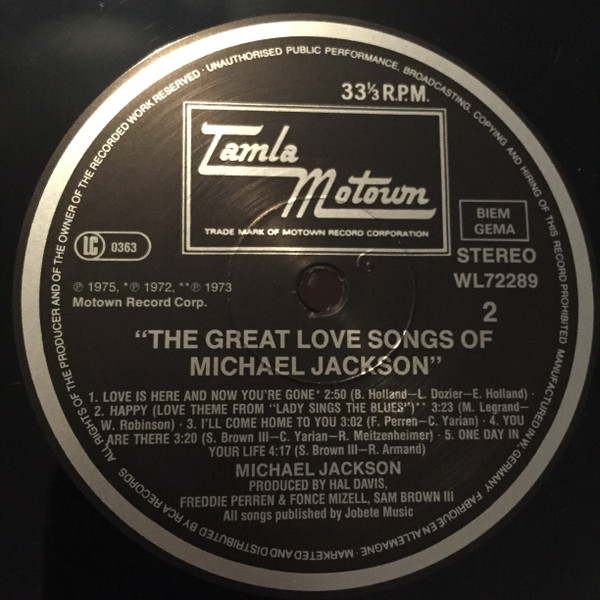 33⅓ R.P.M.
Tamla
Motown
TRADE MARK OF MOTOWN RECORD CORPORATION
LC 0363
BIEM
GEMA
STEREO
WL72289
2
℗ 1975, *℗ 1972, **℗ 1973
Motown Record Corp.
“THE GREAT LOVE SONGS OF
MICHAEL JACKSON”
1. LOVE IS HERE AND NOW YOU'RE GONE* 2:50 (B. Holland—L. Dozier—E. Holland) ·
2. HAPPY (LOVE THEME FROM “LADY SINGS THE BLUES”)** 3:23 (M. Legrand—
W. Robinson) · 3. I'LL COME HOME TO YOU 3:02 (F. Perren—C. Yarian) · 4. YOU
ARE THERE 3:20 (S. Brown III—C. Yarian—R. Meitzenheimer) · 5. ONE DAY IN
YOUR LIFE 4:17 (S. Brown III—R. Armand)
MICHAEL JACKSON
PRODUCED BY HAL DAVIS,
FREDDIE PERREN & FONCE MIZELL, SAM BROWN III
All songs published by Jobete Music
ALL RIGHTS OF THE PRODUCER AND OF THE OWNER OF THE RECORDED WORK RESERVED · UNAUTHORISED PUBLIC PERFORMANCE, BROADCASTING, COPYING AND HIRING OF THIS RECORD PROHIBITED MANUFACTURED IN W. GERMANY FABRIQUE EN ALLEMAGNE · MARKETED AND DISTRIBUTED BY RCA RECORDS